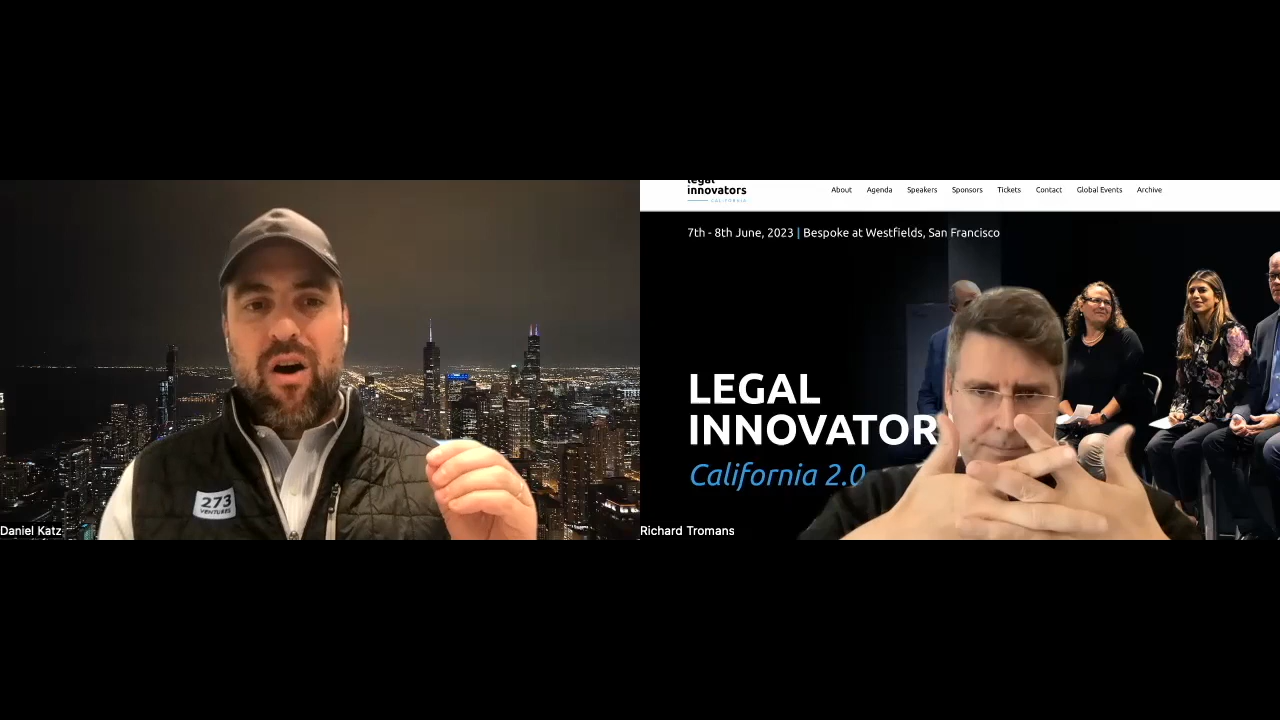 273
VENTURES
Daniel Katz
legal
innovators
CALIFORNIA
About Agenda Speakers Sponsors Tickets Contact Global Events Archive
7th - 8th June, 2023 | Bespoke at Westfields, San Francisco
LEGAL
INNOVATOR
California 2.0
Richard Tromans